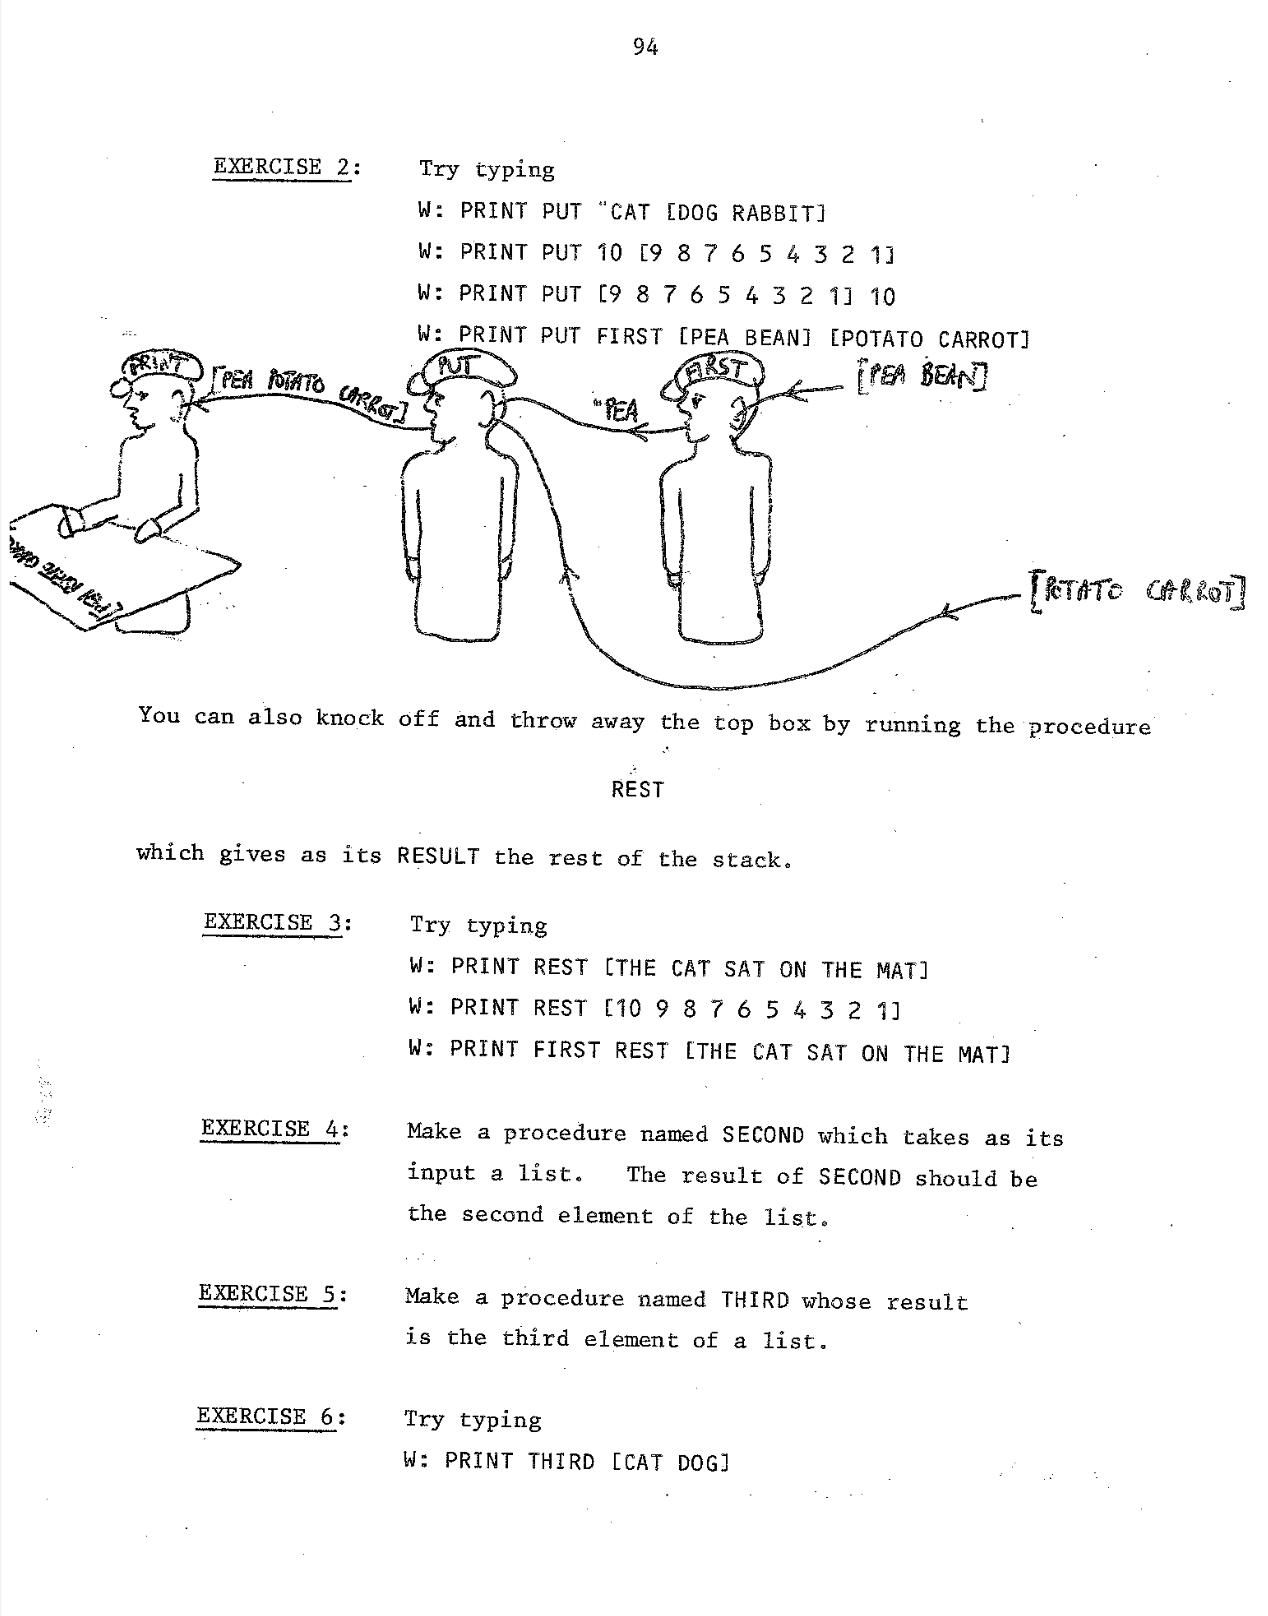 94
EXERCISE 2: Try typing
W: PRINT PUT "CAT [DOG RABBIT]
W: PRINT PUT 10 [9 8 7 6 5 4 3 2 1]
W: PRINT PUT [9 8 7 6 5 4 3 2 1] 10
W: PRINT PUT FIRST [PEA BEAN] [POTATO CARROT]
PRINT
[PEA POTATO CARROT]
PUT
"PEA
FIRST
[PEA BEAN]
[POTATO CARROT]
You can also knock off and throw away the top box by running the procedure
REST
which gives as its RESULT the rest of the stack.
EXERCISE 3: Try typing
W: PRINT REST [THE CAT SAT ON THE MAT]
W: PRINT REST [10 9 8 7 6 5 4 3 2 1]
W: PRINT FIRST REST [THE CAT SAT ON THE MAT]
EXERCISE 4: Make a procedure named SECOND which takes as its
input a list. The result of SECOND should be
the second element of the list.
EXERCISE 5: Make a procedure named THIRD whose result
is the third element of a list.
EXERCISE 6: Try typing
W: PRINT THIRD [CAT DOG]